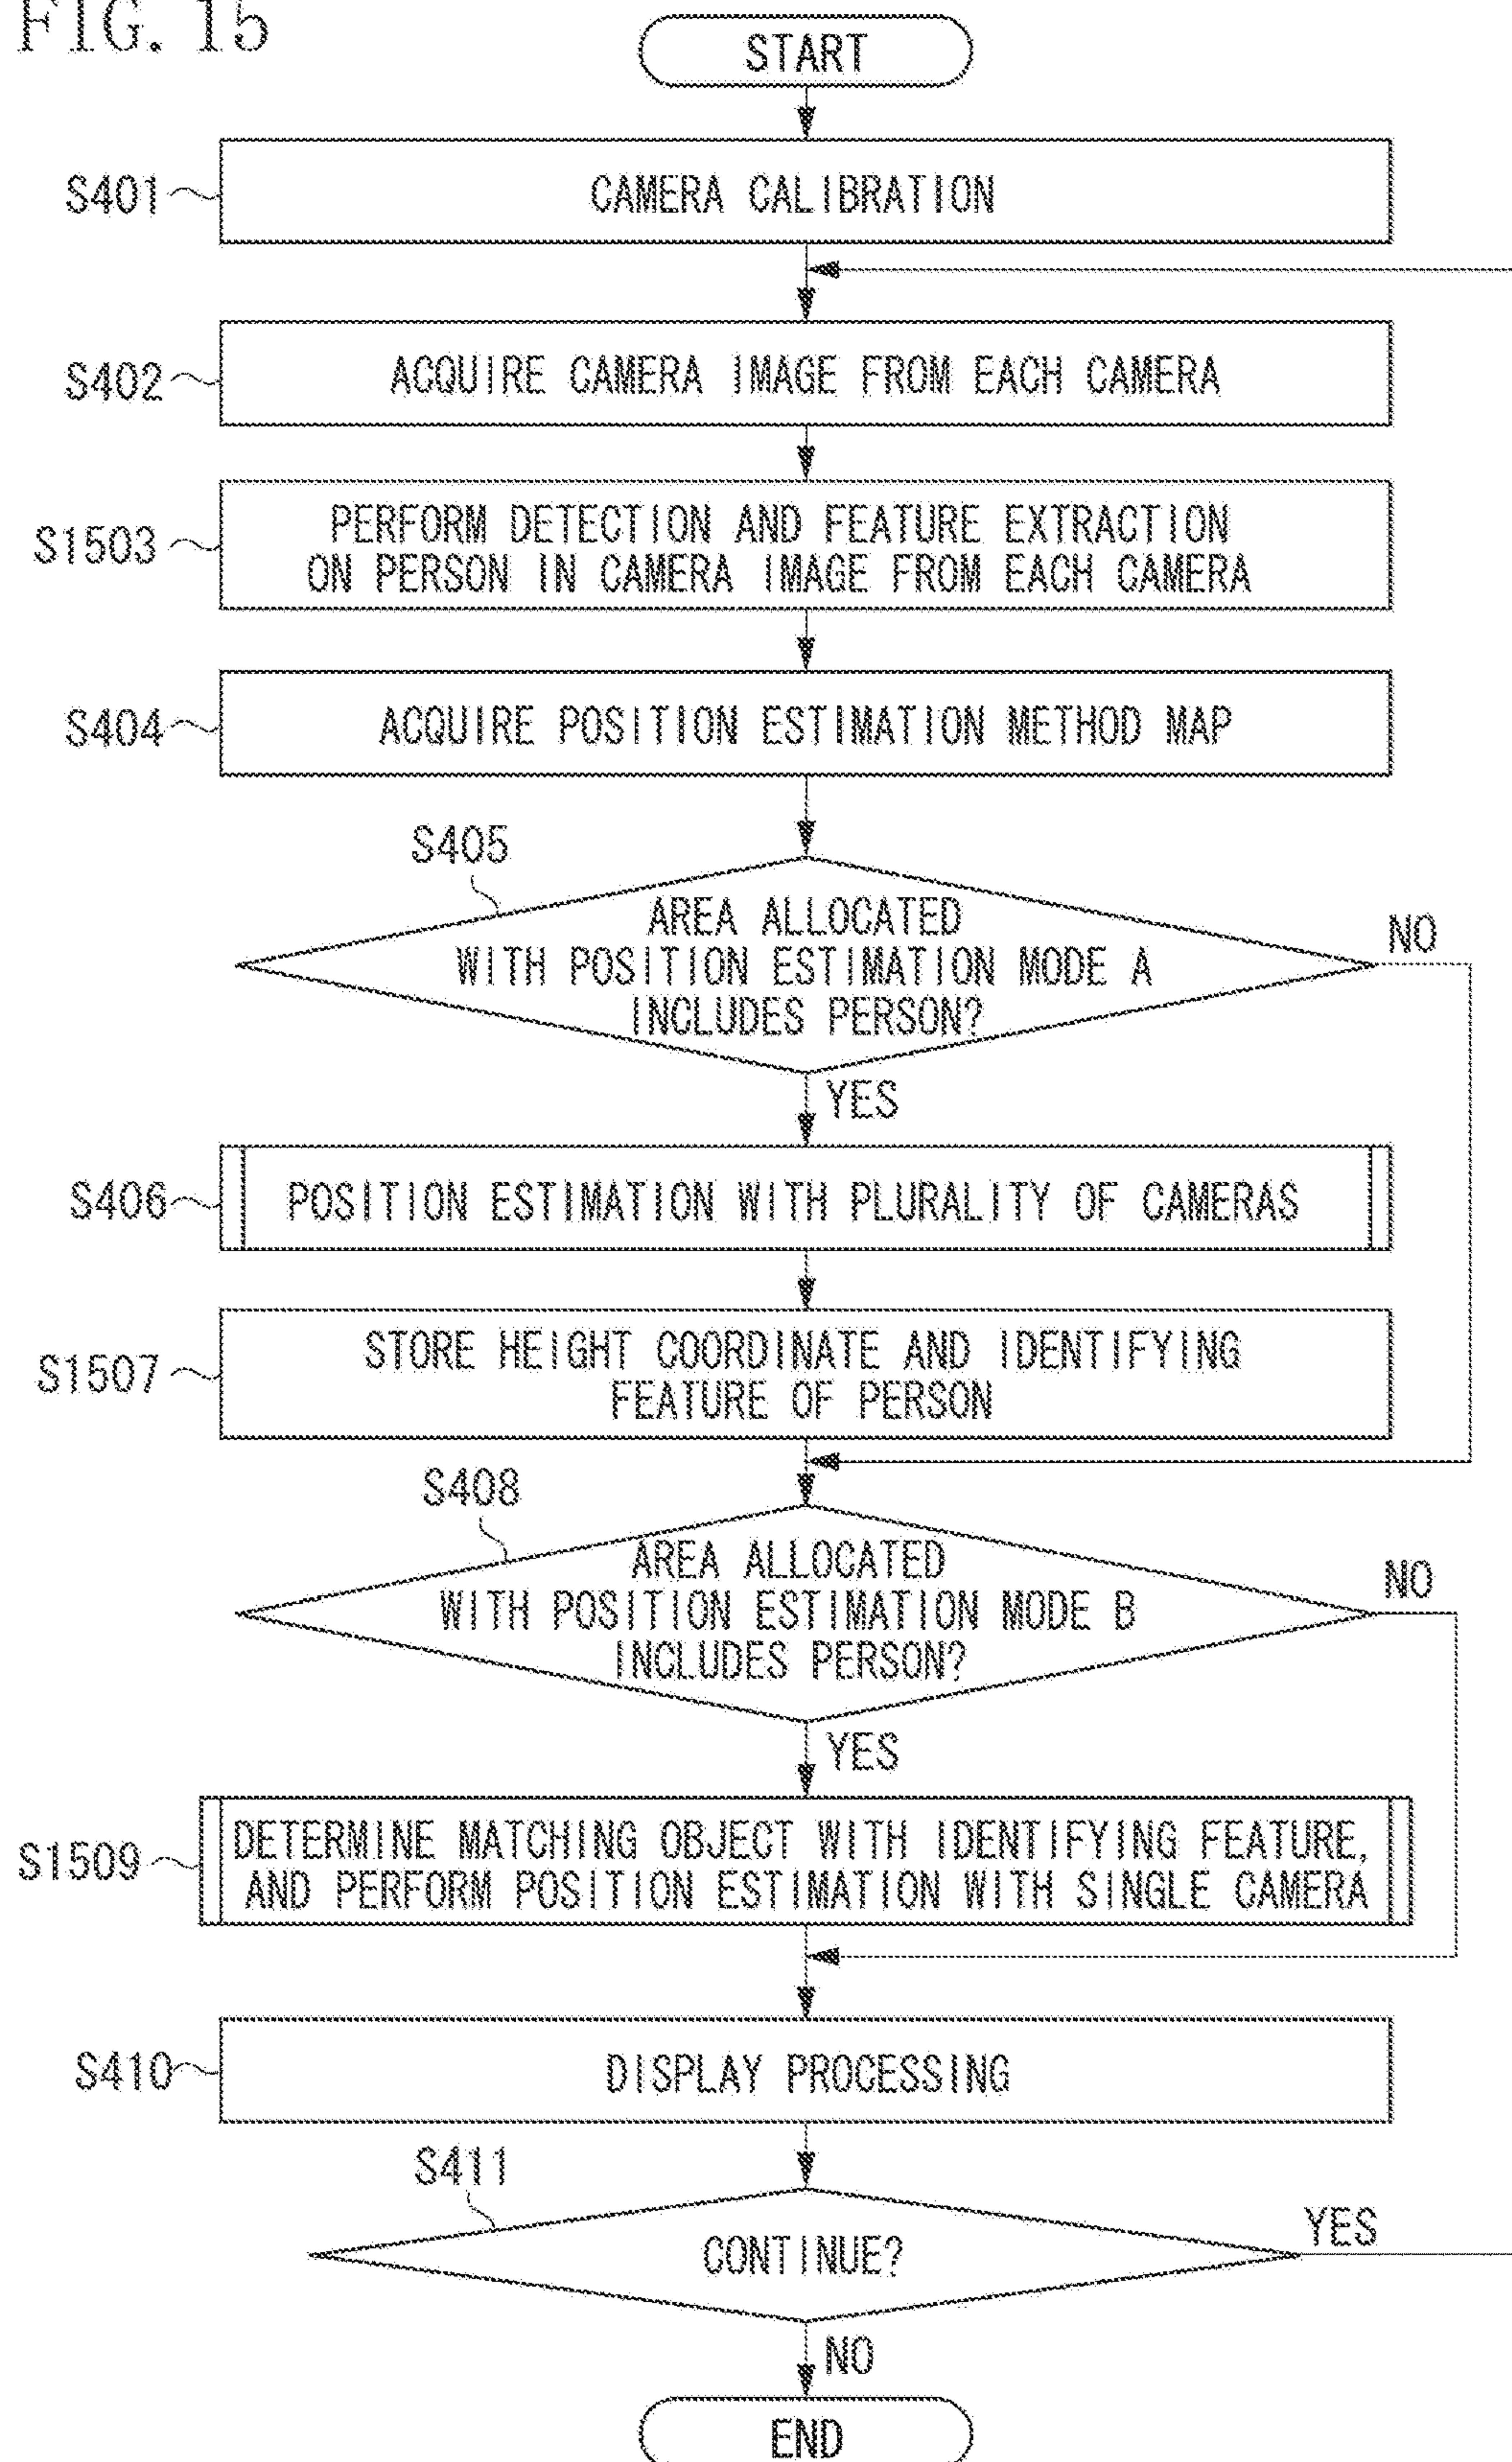 FIG. 15
START
S401
CAMERA CALIBRATION
S402
ACQUIRE CAMERA IMAGE FROM EACH CAMERA
S1503
PERFORM DETECTION AND FEATURE EXTRACTION
ON PERSON IN CAMERA IMAGE FROM EACH CAMERA
S404
ACQUIRE POSITION ESTIMATION METHOD MAP
S405
AREA ALLOCATED
WITH POSITION ESTIMATION MODE A
INCLUDES PERSON?
NO
YES
S406
POSITION ESTIMATION WITH PLURALITY OF CAMERAS
S1507
STORE HEIGHT COORDINATE AND IDENTIFYING
FEATURE OF PERSON
S408
AREA ALLOCATED
WITH POSITION ESTIMATION MODE B
INCLUDES PERSON?
NO
YES
S1509
DETERMINE MATCHING OBJECT WITH IDENTIFYING FEATURE,
AND PERFORM POSITION ESTIMATION WITH SINGLE CAMERA
S410
DISPLAY PROCESSING
S411
CONTINUE?
YES
NO
END